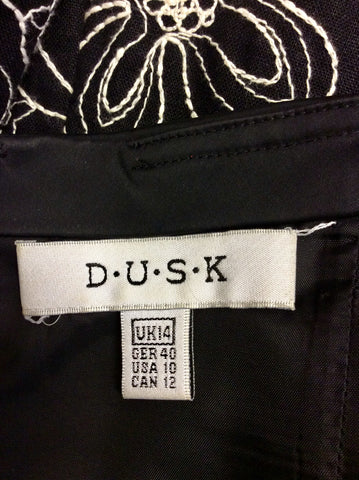 D·U·S·K
UK14
GER 40
USA 10
CAN 12